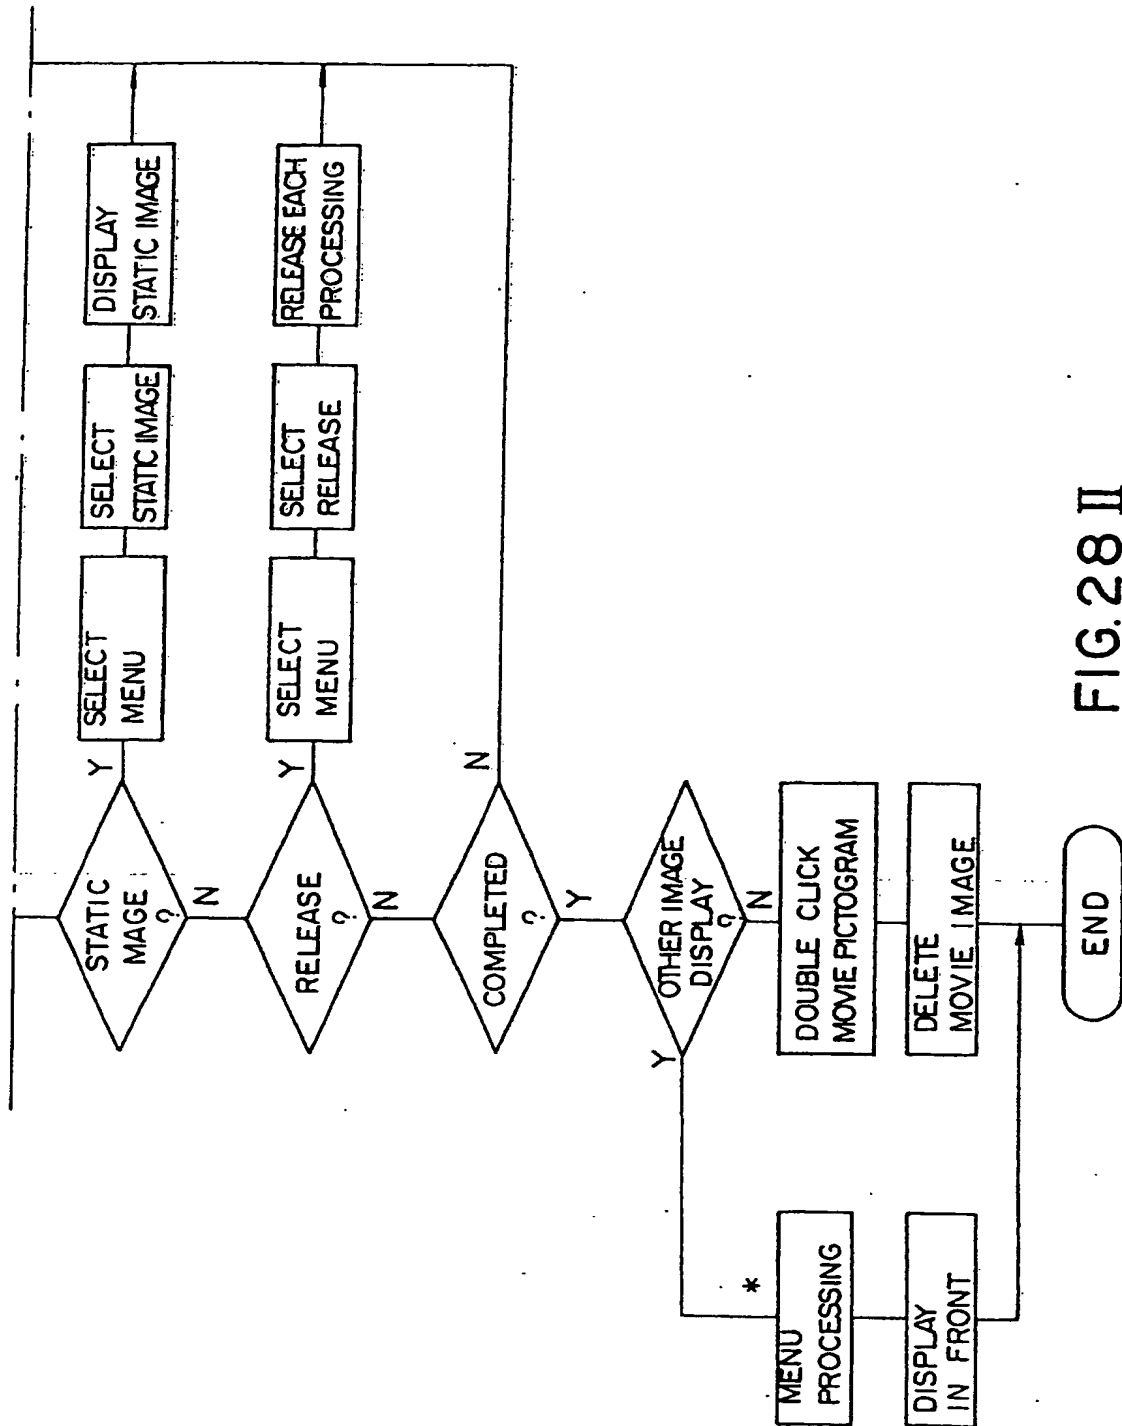 STATIC
MAGE
?
Y
SELECT
MENU
SELECT
STATIC IMAGE
DISPLAY
STATIC IMAGE
N
RELEASE
?
Y
SELECT
MENU
SELECT
RELEASE
RELEASE EACH
PROCESSING
N
COMPLETED
?
N
Y
OTHER IMAGE
DISPLAY
?
Y
N
*
MENU
PROCESSING
DISPLAY
IN FRONT
DOUBLE CLICK
MOVIE PICTOGRAM
DELETE
MOVIE IMAGE
END
FIG. 28 II